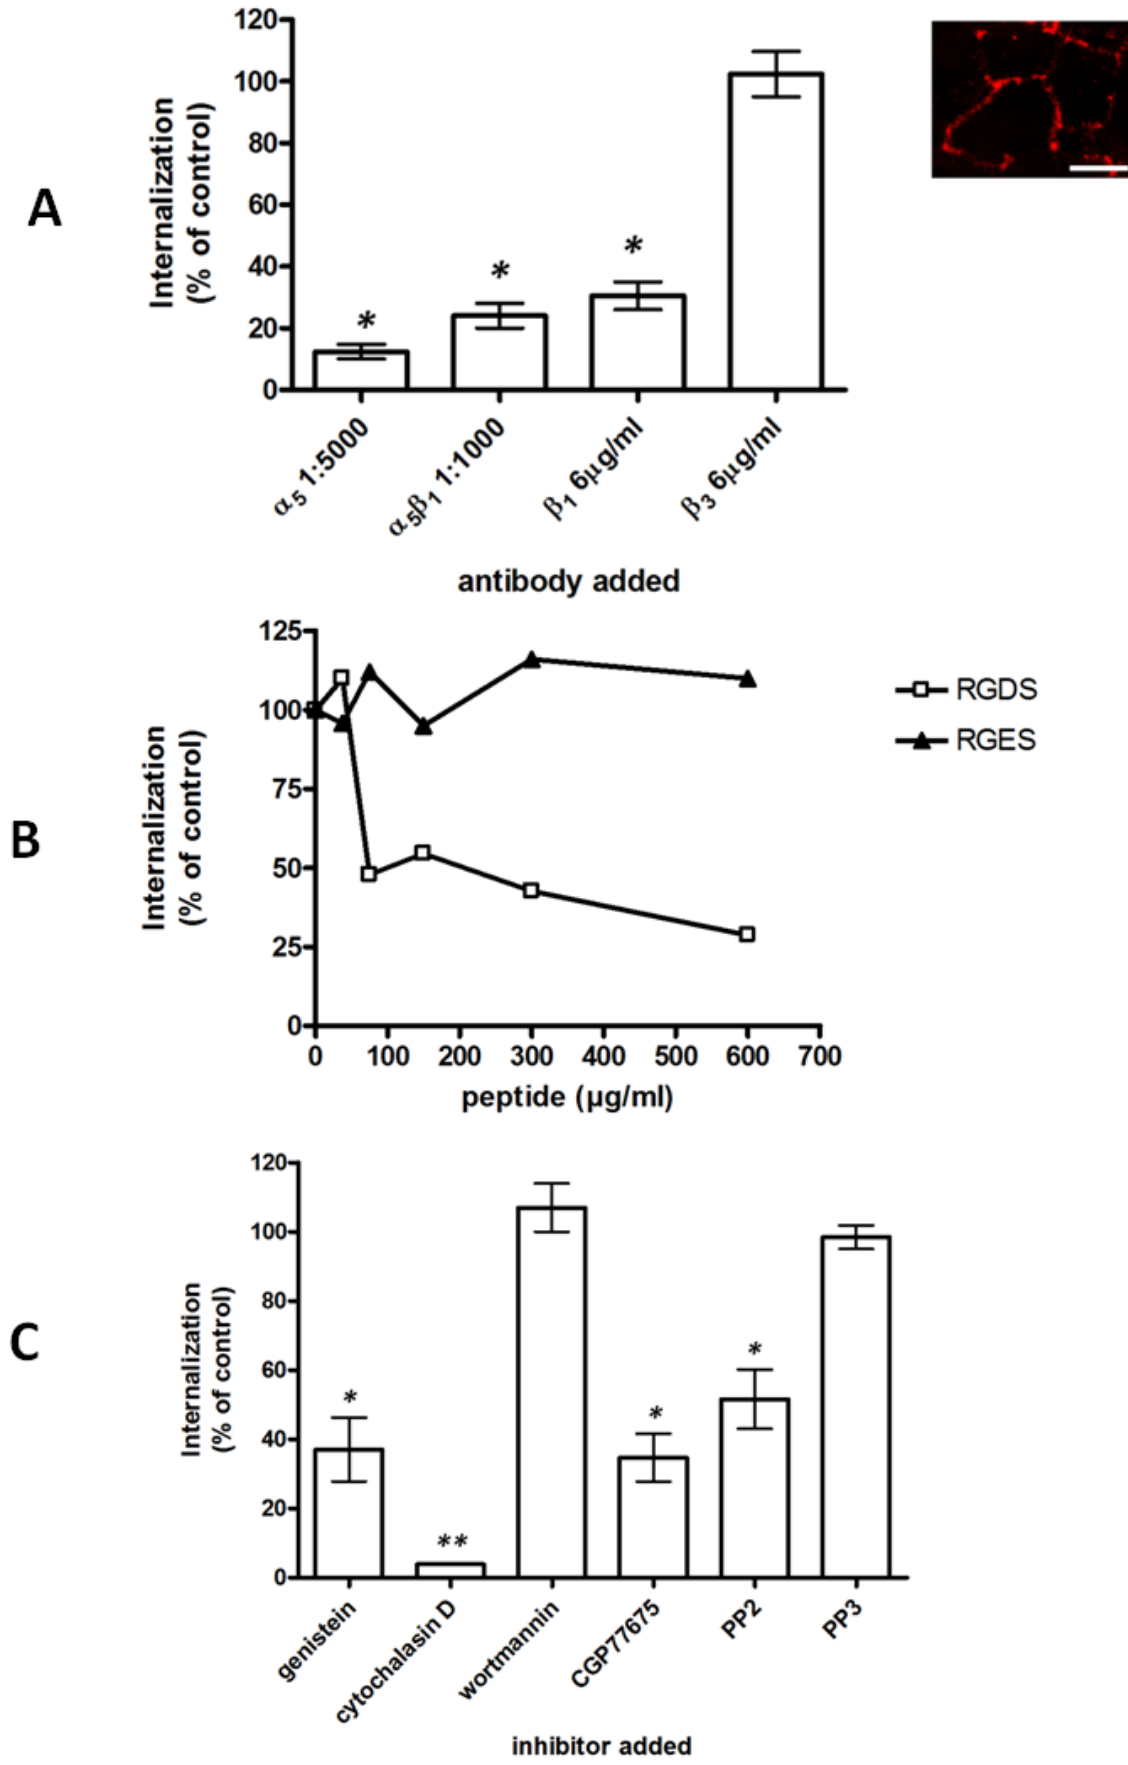 A
Internalization
(% of control)
120
100
80
60
40
20
0
*
*
*
α5 1:5000
α5β1 1:1000
β1 6μg/ml
β3 6μg/ml
antibody added
B
Internalization
(% of control)
125
100
75
50
25
0
0 100 200 300 400 500 600 700
peptide (μg/ml)
RGDS
RGES
C
Internalization
(% of control)
120
100
80
60
40
20
0
*
**
*
*
genistein
cytochalasin D
wortmannin
CGP77675
PP2
PP3
inhibitor added